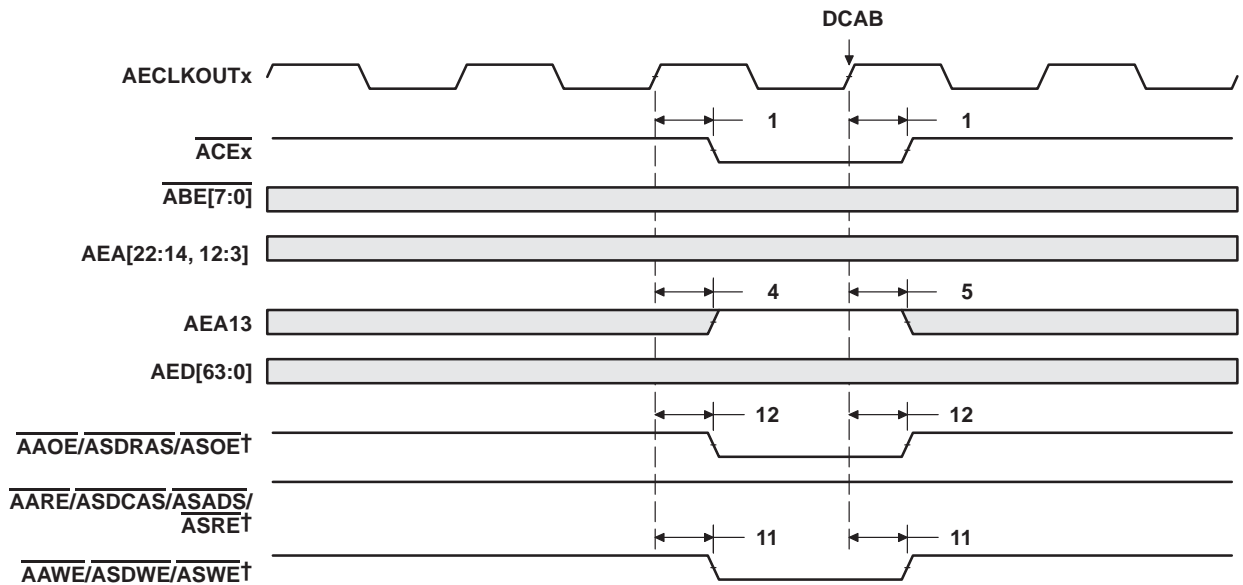 DCAB
AECLKOUTx
1 1
ACEx
ABE[7:0]
AEA[22:14, 12:3]
4 5
AEA13
AED[63:0]
12 12
AAOE/ASDRAS/ASOE†
AARE/ASDCAS/ASADS/
ASRE†
11 11
AAWE/ASDWE/ASWE†